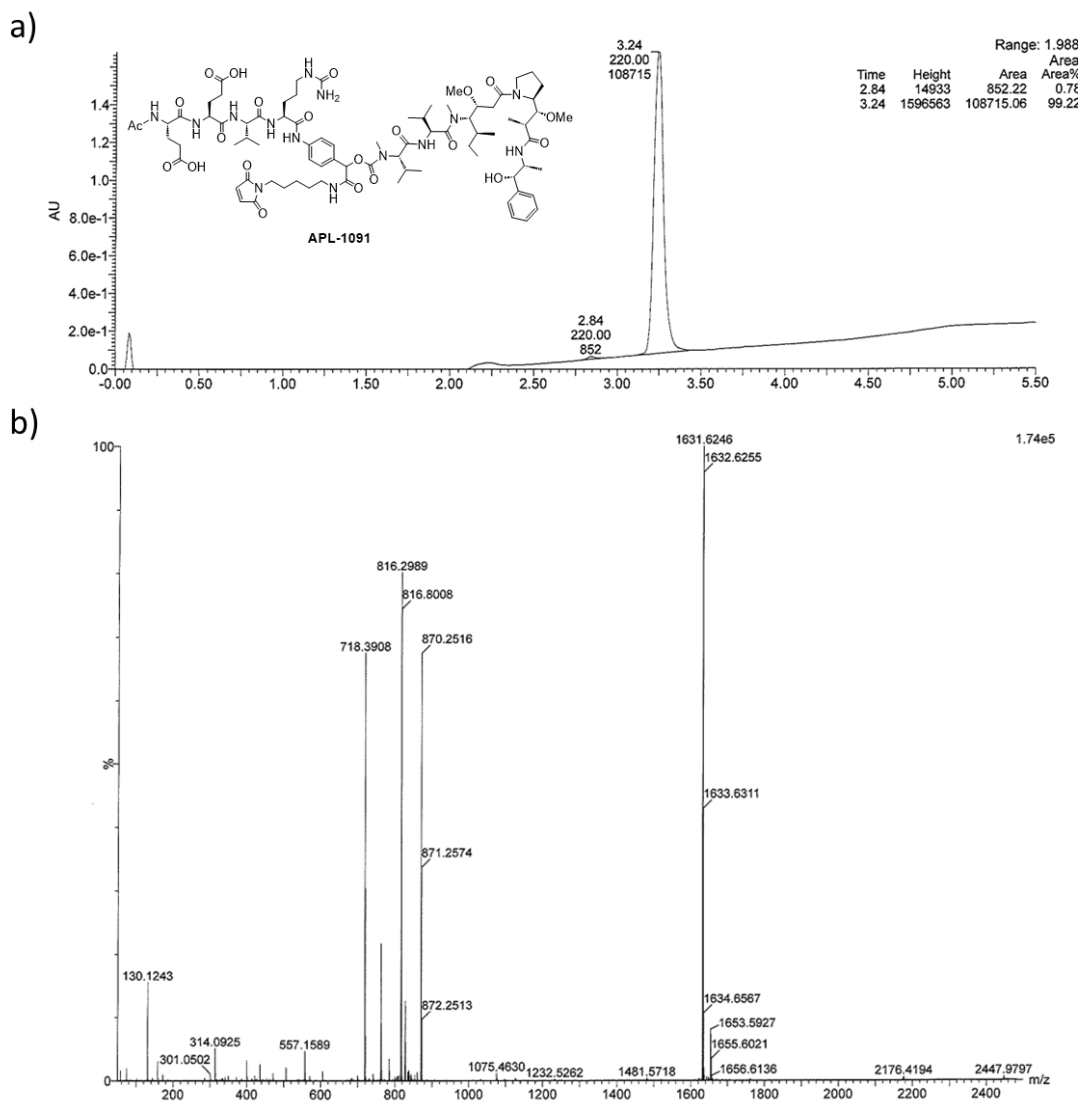 a)
3.24
220.00
108715
Range: 1.988
Area
Time Height Area Area%
2.84 14933 852.22 0.78
3.24 1596563 108715.06 99.22
AU
1.4
1.2
1.0
8.0e-1
6.0e-1
4.0e-1
2.0e-1
0.0
OH
O
H
N
O
NH2
O
H
N
O
Ac
N
H
O
N
H
O
N
H
O
NH
OH
O
O
N
O
O
H
N
O
O
O
N
O
N
H
O
N
OMe
O
N
OMe
O
NH
HO
APL-1091
2.84
220.00
852
-0.00 0.50 1.00 1.50 2.00 2.50 3.00 3.50 4.00 4.50 5.00 5.50
b)
1.74e5
100
%
0
1631.6246
1632.6255
816.2989
816.8008
718.3908
870.2516
1633.6311
871.2574
130.1243
872.2513
1634.6567
1653.5927
314.0925
301.0502
557.1589
1655.6021
1075.4630
1232.5262
1481.5718
1656.6136
2176.4194
2447.9797
m/z
200 400 600 800 1000 1200 1400 1600 1800 2000 2200 2400